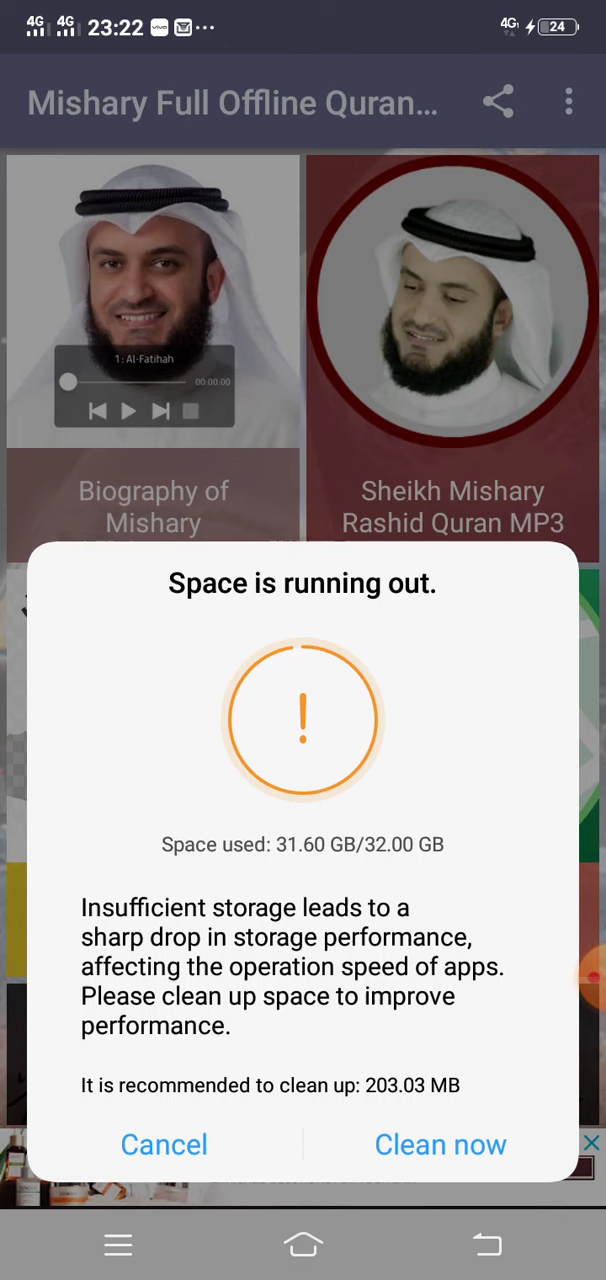 4G 4G 23:22 vivo 4G 24
Mishary Full Offline Quran...
1: Al-Fatihah
00:00:00
Biography of
Mishary
Sheikh Mishary
Rashid Quran MP3
Space is running out.
!
Space used: 31.60 GB/32.00 GB
Insufficient storage leads to a
sharp drop in storage performance,
affecting the operation speed of apps.
Please clean up space to improve
performance.
It is recommended to clean up: 203.03 MB
Cancel
Clean now